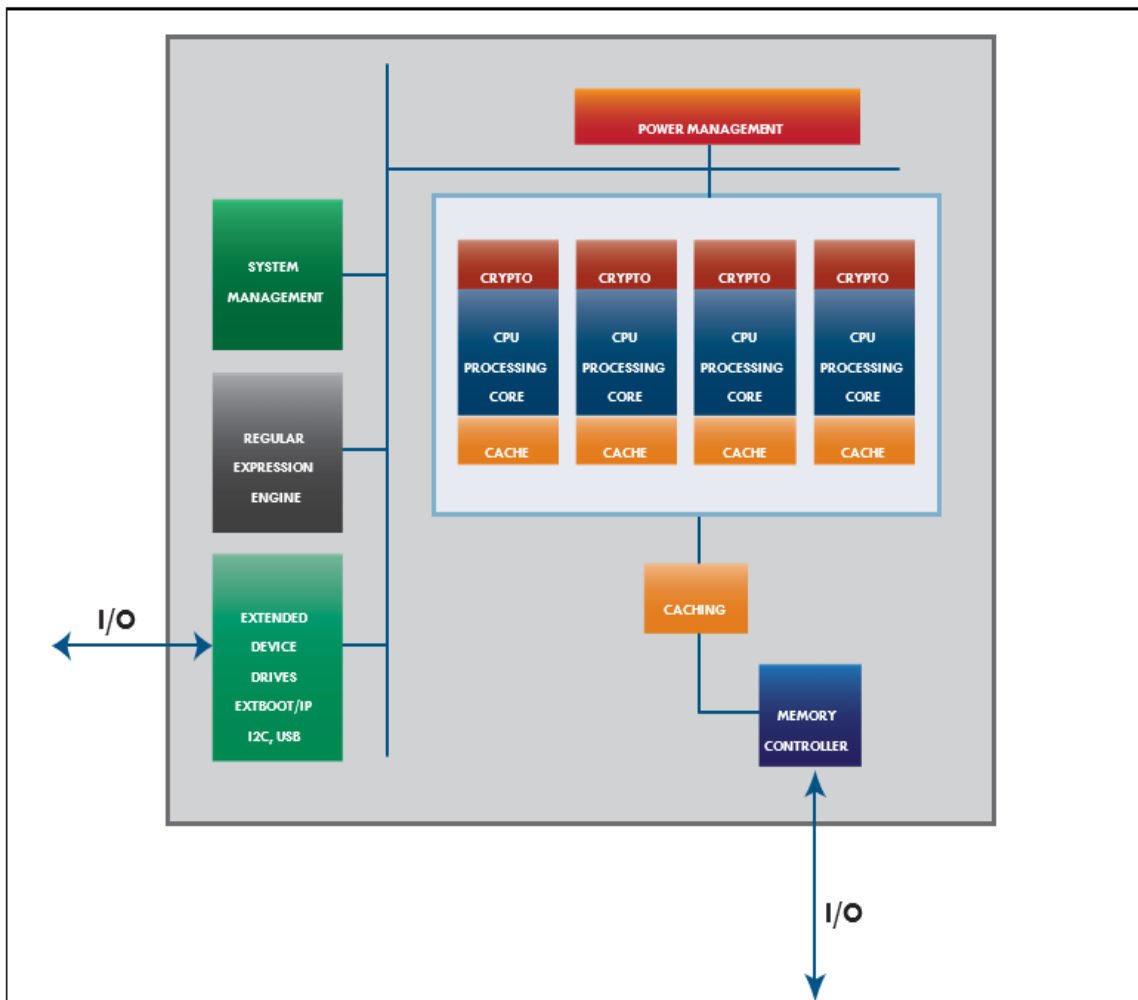 POWER MANAGEMENT
SYSTEM
MANAGEMENT
CRYPTO
CPU
PROCESSING
CORE
CACHE
CRYPTO
CPU
PROCESSING
CORE
CACHE
CRYPTO
CPU
PROCESSING
CORE
CACHE
CRYPTO
CPU
PROCESSING
CORE
CACHE
REGULAR
EXPRESSION
ENGINE
I/O
EXTENDED
DEVICE
DRIVES
EXTBOOT/IP
I2C, USB
CACHING
MEMORY
CONTROLLER
I/O